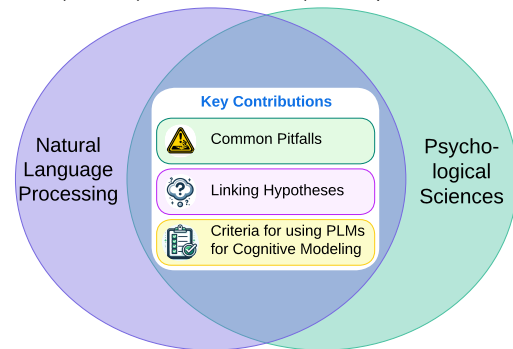 Key Contributions
Natural
Language
Processing
Common Pitfalls
Linking Hypotheses
Criteria for using PLMs
for Cognitive Modeling
Psycho-
logical
Sciences